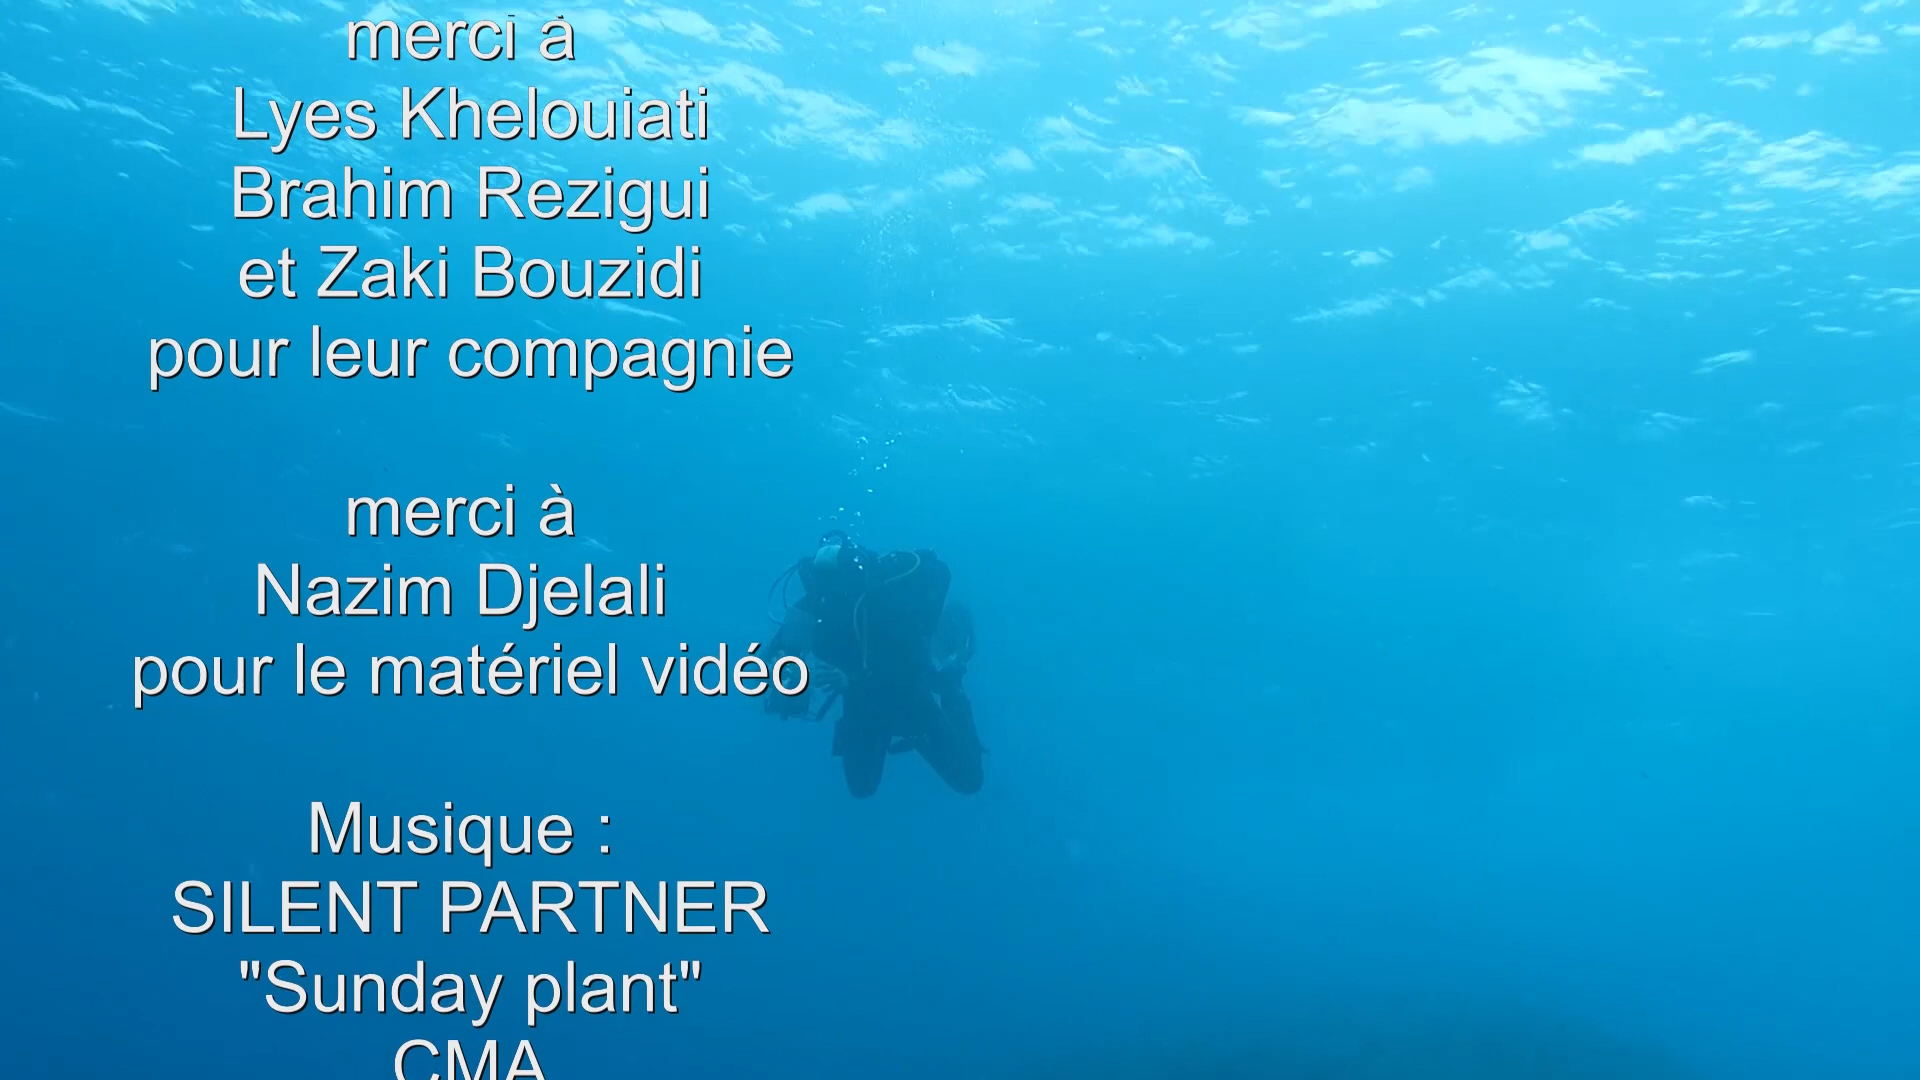 merci à
Lyes Khelouiati
Brahim Rezigui
et Zaki Bouzidi
pour leur compagnie
merci à
Nazim Djelali
pour le matériel vidéo
Musique :
SILENT PARTNER
"Sunday plant"
CMA